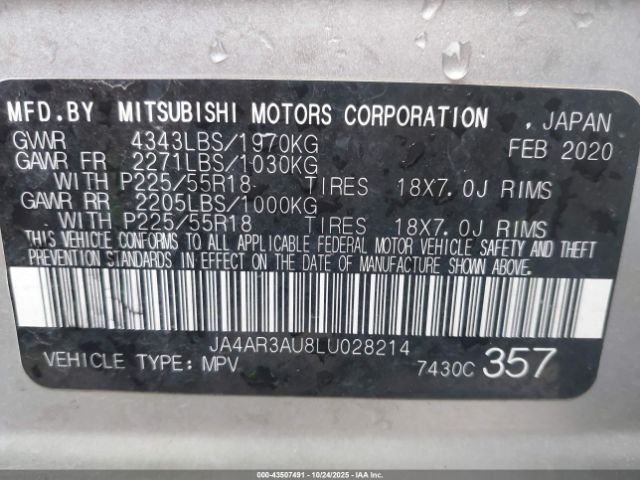 MFD.BY MITSUBISHI MOTORS CORPORATION , JAPAN
GVWR 4343LBS/1970KG FEB 2020
GAWR FR 2271LBS/1030KG
WITH P225/55R18 TIRES 18X7.0J RIMS
GAWR RR 2205LBS/1000KG
WITH P225/55R18 TIRES 18X7.0J RIMS
THIS VEHICLE CONFORMS TO ALL APPLICABLE FEDERAL MOTOR VEHICLE SAFETY AND THEFT
PREVENTION STANDARDS IN EFFECT ON THE DATE OF MANUFACTURE SHOWN ABOVE.
JA4AR3AU8LU028214
VEHICLE TYPE: MPV 7430C 357
000-43507491 - 10/24/2025 - IAAI.COM